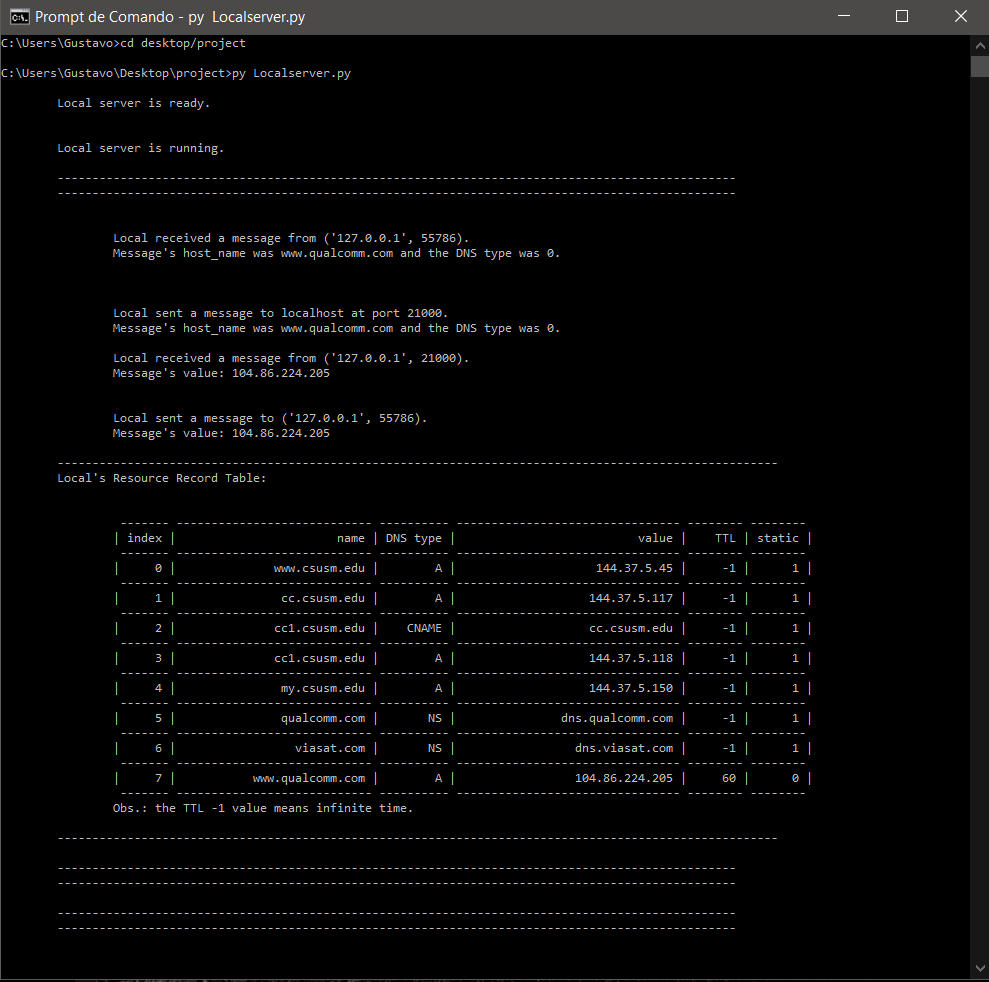 Prompt de Comando - py  Localserver.py
C:\Users\Gustavo>cd desktop/project
C:\Users\Gustavo\Desktop\project>py Localserver.py
Local server is ready.
Local server is running.
-------------------------------------------------------------------------------------------------
-------------------------------------------------------------------------------------------------
Local received a message from ('127.0.0.1', 55786).
Message's host_name was www.qualcomm.com and the DNS type was 0.
Local sent a message to localhost at port 21000.
Message's host_name was www.qualcomm.com and the DNS type was 0.
Local received a message from ('127.0.0.1', 21000).
Message's value: 104.86.224.205
Local sent a message to ('127.0.0.1', 55786).
Message's value: 104.86.224.205
-------------------------------------------------------------------------------------------------------
Local's Resource Record Table:
------- ---------------------------- ---------- -------------------------------- -------- --------
| index |                       name | DNS type |                          value |    TTL | static |
------- ---------------------------- ---------- -------------------------------- -------- --------
|     0 |              www.csusm.edu |        A |                    144.37.5.45 |     -1 |      1 |
------- ---------------------------- ---------- -------------------------------- -------- --------
|     1 |               cc.csusm.edu |        A |                   144.37.5.117 |     -1 |      1 |
------- ---------------------------- ---------- -------------------------------- -------- --------
|     2 |              cc1.csusm.edu |    CNAME |                   cc.csusm.edu |     -1 |      1 |
------- ---------------------------- ---------- -------------------------------- -------- --------
|     3 |              cc1.csusm.edu |        A |                   144.37.5.118 |     -1 |      1 |
------- ---------------------------- ---------- -------------------------------- -------- --------
|     4 |               my.csusm.edu |        A |                   144.37.5.150 |     -1 |      1 |
------- ---------------------------- ---------- -------------------------------- -------- --------
|     5 |               qualcomm.com |       NS |               dns.qualcomm.com |     -1 |      1 |
------- ---------------------------- ---------- -------------------------------- -------- --------
|     6 |                 viasat.com |       NS |                 dns.viasat.com |     -1 |      1 |
------- ---------------------------- ---------- -------------------------------- -------- --------
|     7 |           www.qualcomm.com |        A |                 104.86.224.205 |     60 |      0 |
------- ---------------------------- ---------- -------------------------------- -------- --------
Obs.: the TTL -1 value means infinite time.
-------------------------------------------------------------------------------------------------------
-------------------------------------------------------------------------------------------------
-------------------------------------------------------------------------------------------------
-------------------------------------------------------------------------------------------------
-------------------------------------------------------------------------------------------------